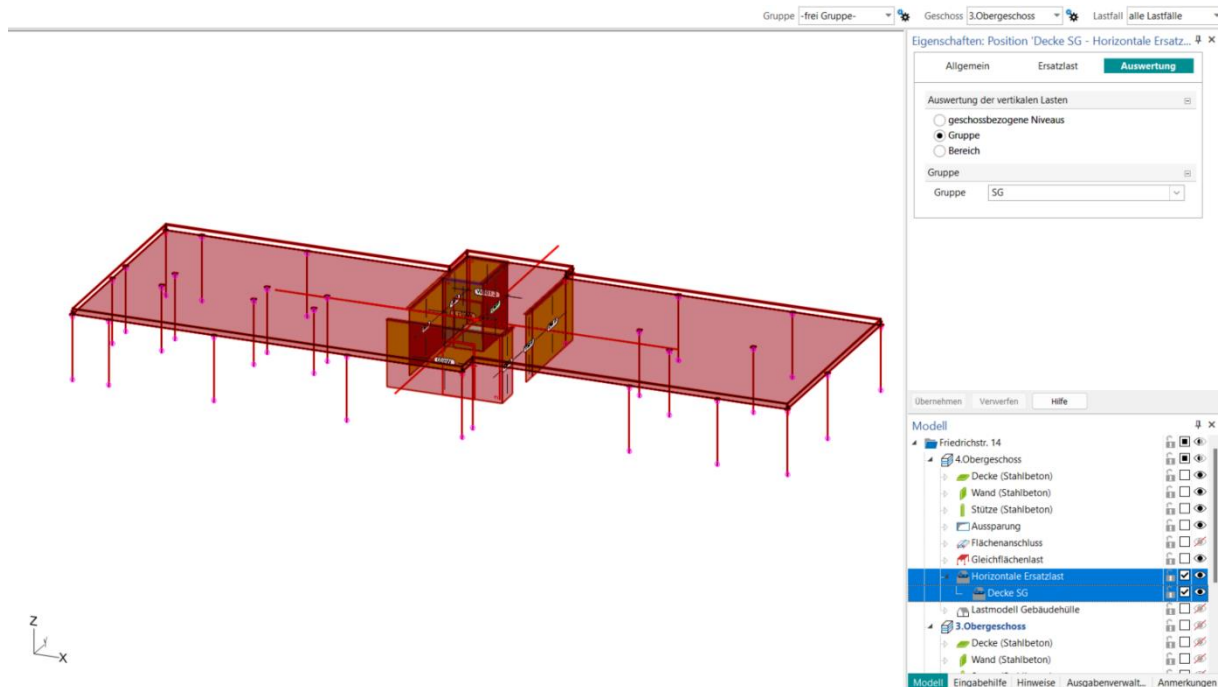 Gruppe -frei Gruppe- Geschoss 3.Obergeschoss Lastfall alle Lastfälle
Eigenschaften: Position 'Decke SG - Horizontale Ersatz...
Allgemein Ersatzlast Auswertung
Auswertung der vertikalen Lasten
geschossbezogene Niveaus
Gruppe
Bereich
Gruppe
Gruppe SG
Übernehmen Verwerfen Hilfe
Modell
Friedrichstr. 14
4.Obergeschoss
Decke (Stahlbeton)
Wand (Stahlbeton)
Stütze (Stahlbeton)
Aussparung
Flächenanschluss
Gleichflächenlast
Horizontale Ersatzlast
Decke SG
Lastmodell Gebäudehülle
3.Obergeschoss
Decke (Stahlbeton)
Wand (Stahlbeton)
Modell Eingabehilfe Hinweise Ausgabenverwalt... Anmerkungen
Z
Y
X